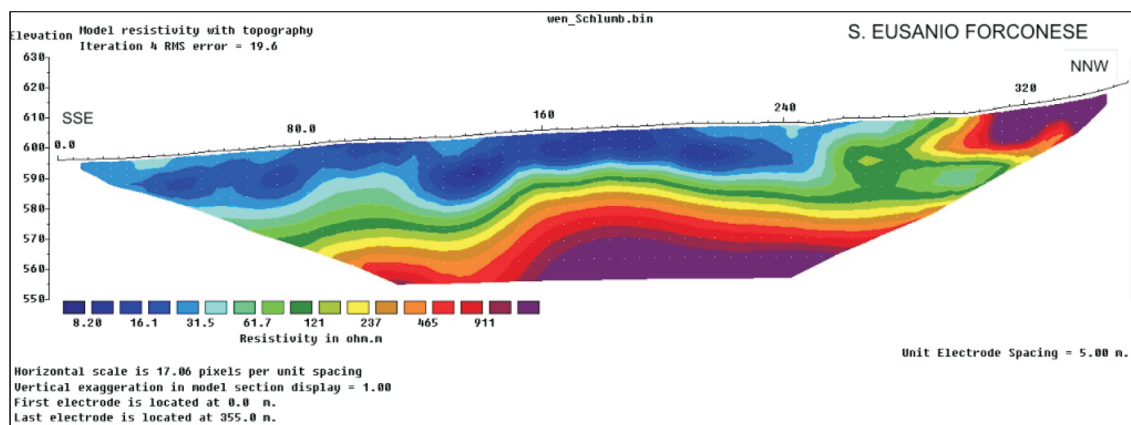 wen_Schlumb.bin
Elevation
Model resistivity with topography
Iteration 4 RMS error = 19.6
S. EUSANIO FORCONESE
630
NNW
620
320
SSE
240
160
610
80.0
0.0
600
590
580
570
560
550
8.20 16.1 31.5 61.7 121 237 465 911
Resistivity in ohm.m
Unit Electrode Spacing = 5.00 m.
Horizontal scale is 17.06 pixels per unit spacing
Vertical exaggeration in model section display = 1.00
First electrode is located at 0.0 m.
Last electrode is located at 355.0 m.